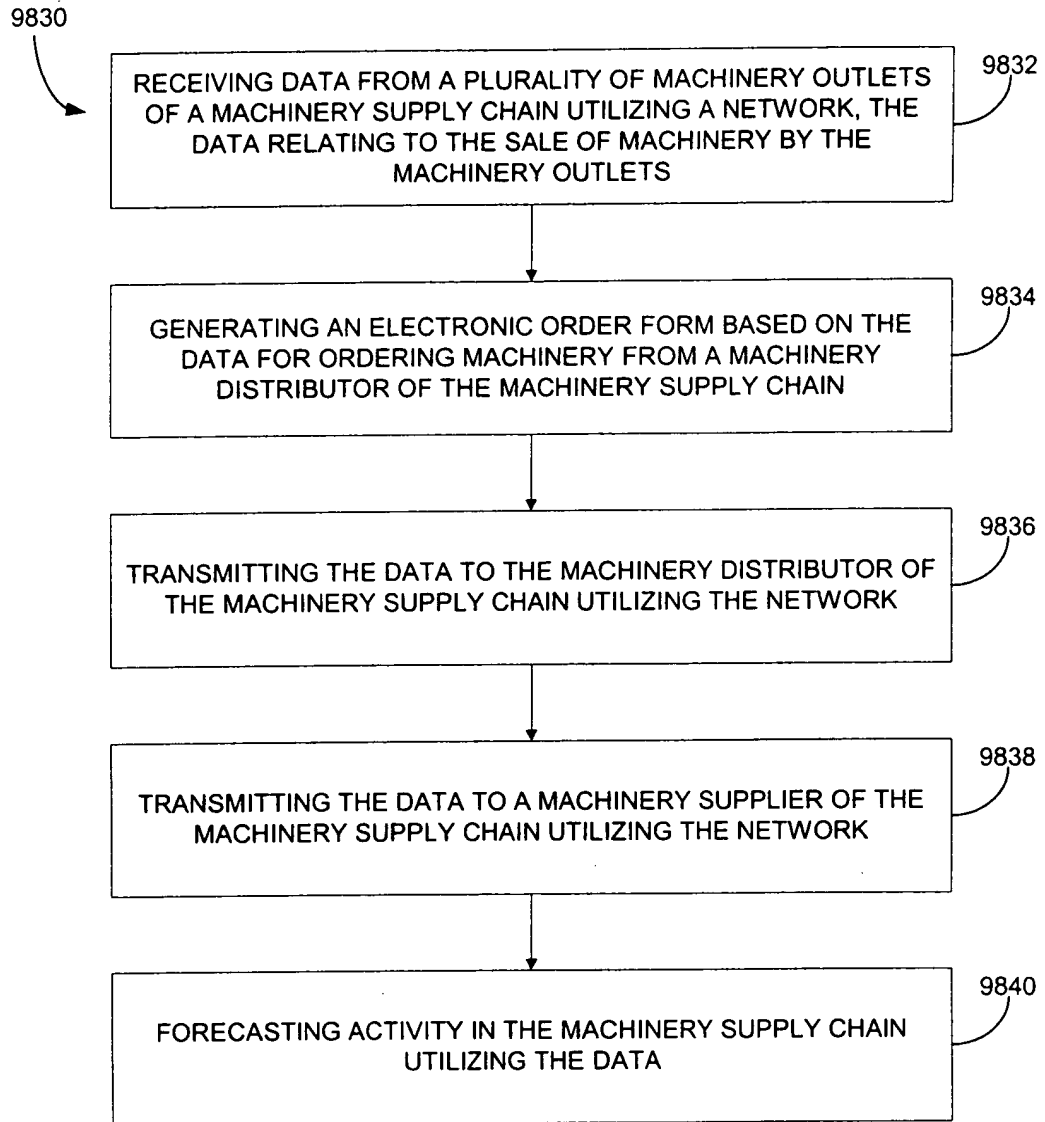 9830
RECEIVING DATA FROM A PLURALITY OF MACHINERY OUTLETS
OF A MACHINERY SUPPLY CHAIN UTILIZING A NETWORK, THE
DATA RELATING TO THE SALE OF MACHINERY BY THE
MACHINERY OUTLETS
9832
GENERATING AN ELECTRONIC ORDER FORM BASED ON THE
DATA FOR ORDERING MACHINERY FROM A MACHINERY
DISTRIBUTOR OF THE MACHINERY SUPPLY CHAIN
9834
TRANSMITTING THE DATA TO THE MACHINERY DISTRIBUTOR OF
THE MACHINERY SUPPLY CHAIN UTILIZING THE NETWORK
9836
TRANSMITTING THE DATA TO A MACHINERY SUPPLIER OF THE
MACHINERY SUPPLY CHAIN UTILIZING THE NETWORK
9838
FORECASTING ACTIVITY IN THE MACHINERY SUPPLY CHAIN
UTILIZING THE DATA
9840